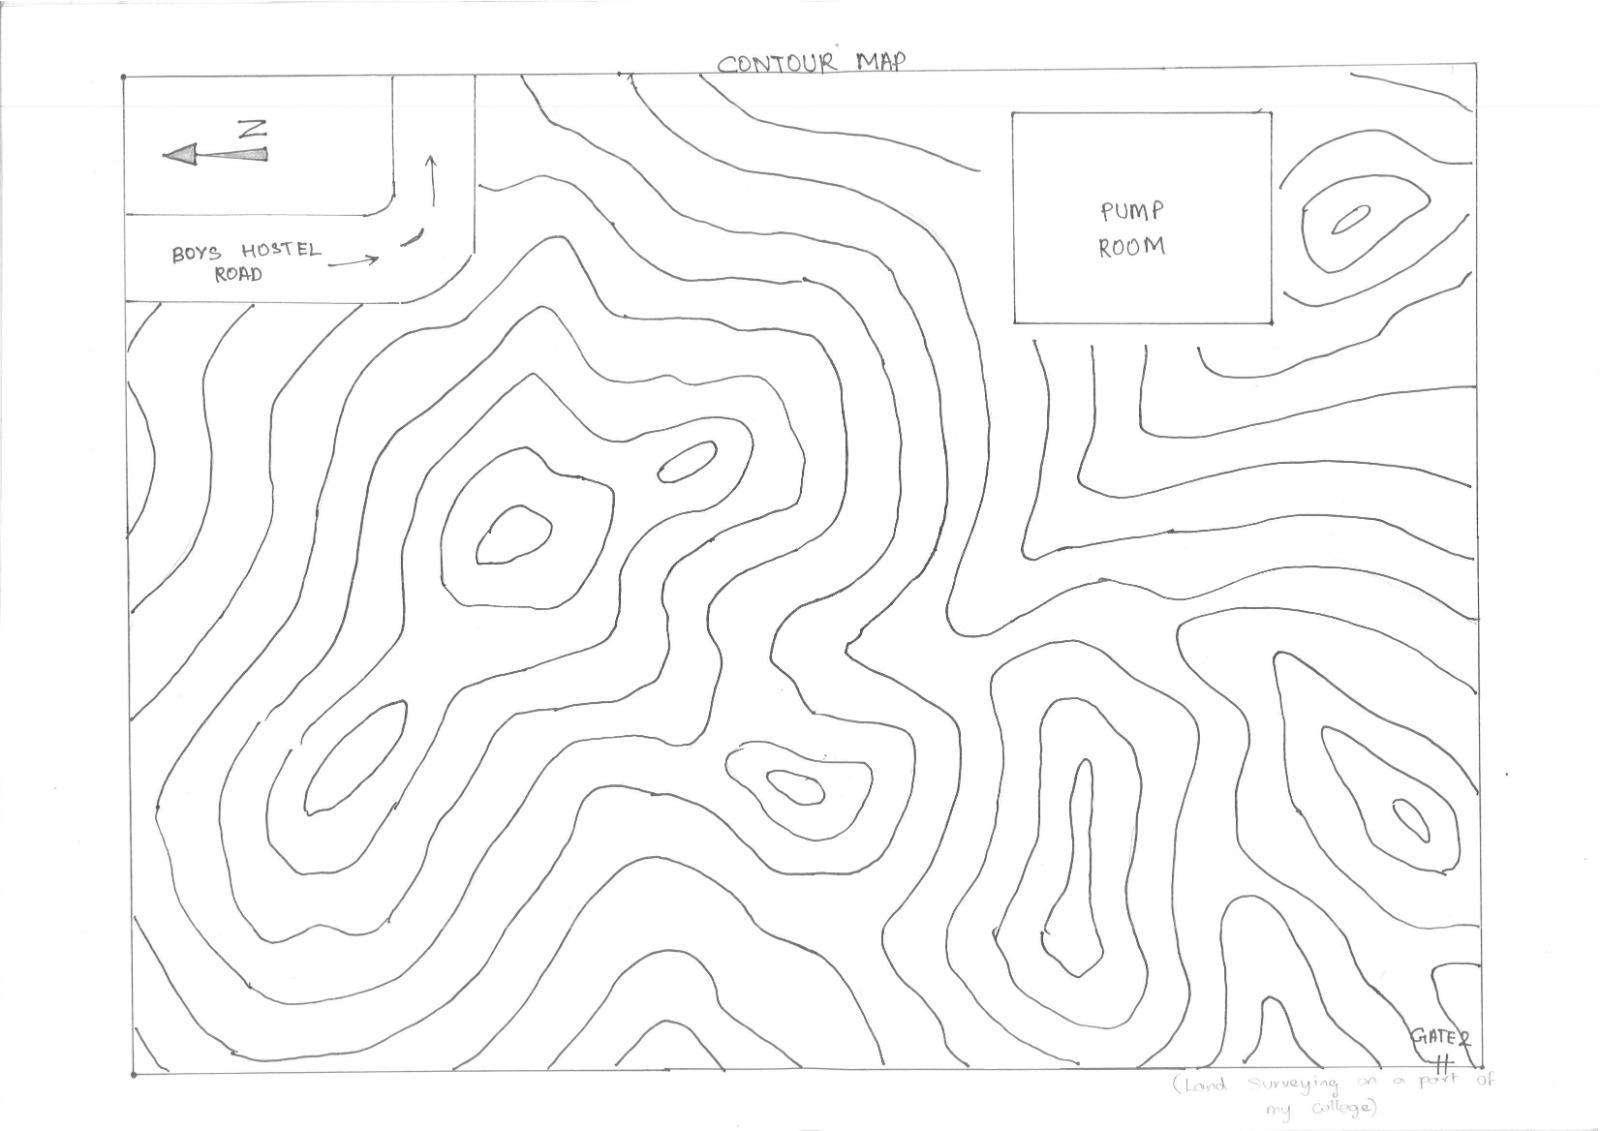 CONTOUR MAP
N
BOYS HOSTEL
ROAD
PUMP
ROOM
GATE 2
(Land Surveying on a part of
my college)